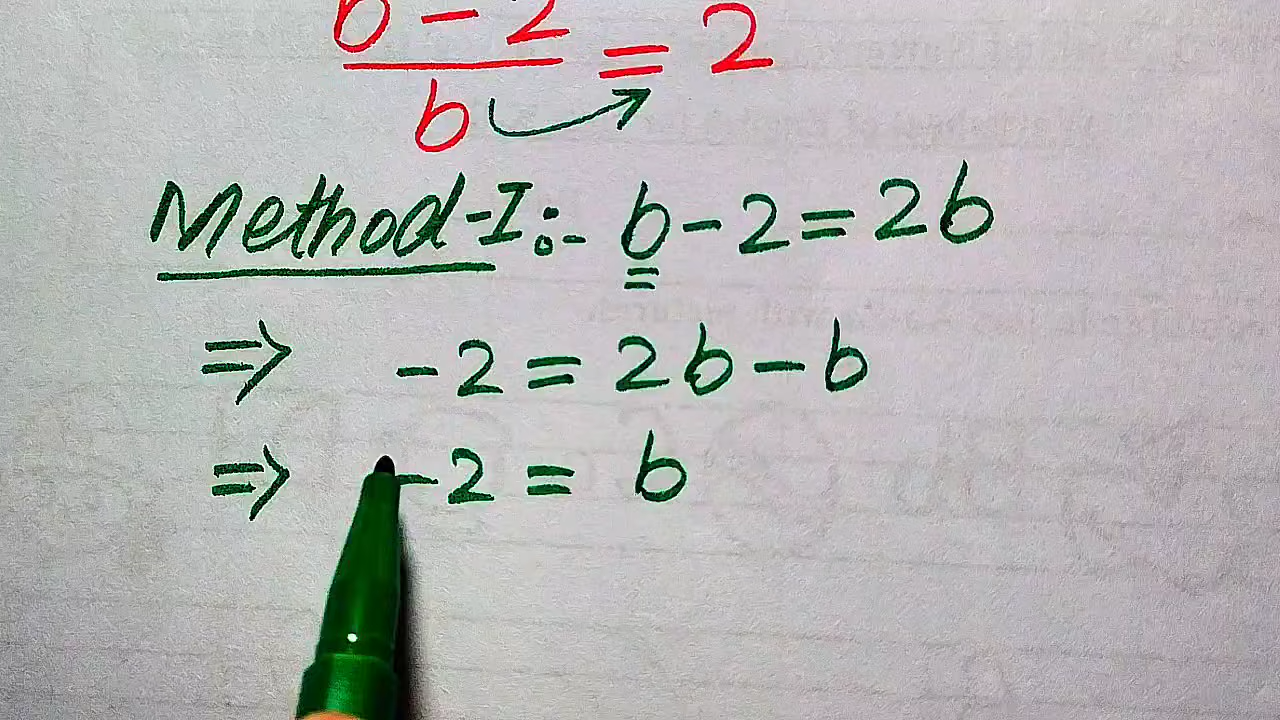 b - 2
— = 2
b
Method-I:- b - 2 = 2b
=> -2 = 2b - b
=> -2 = b